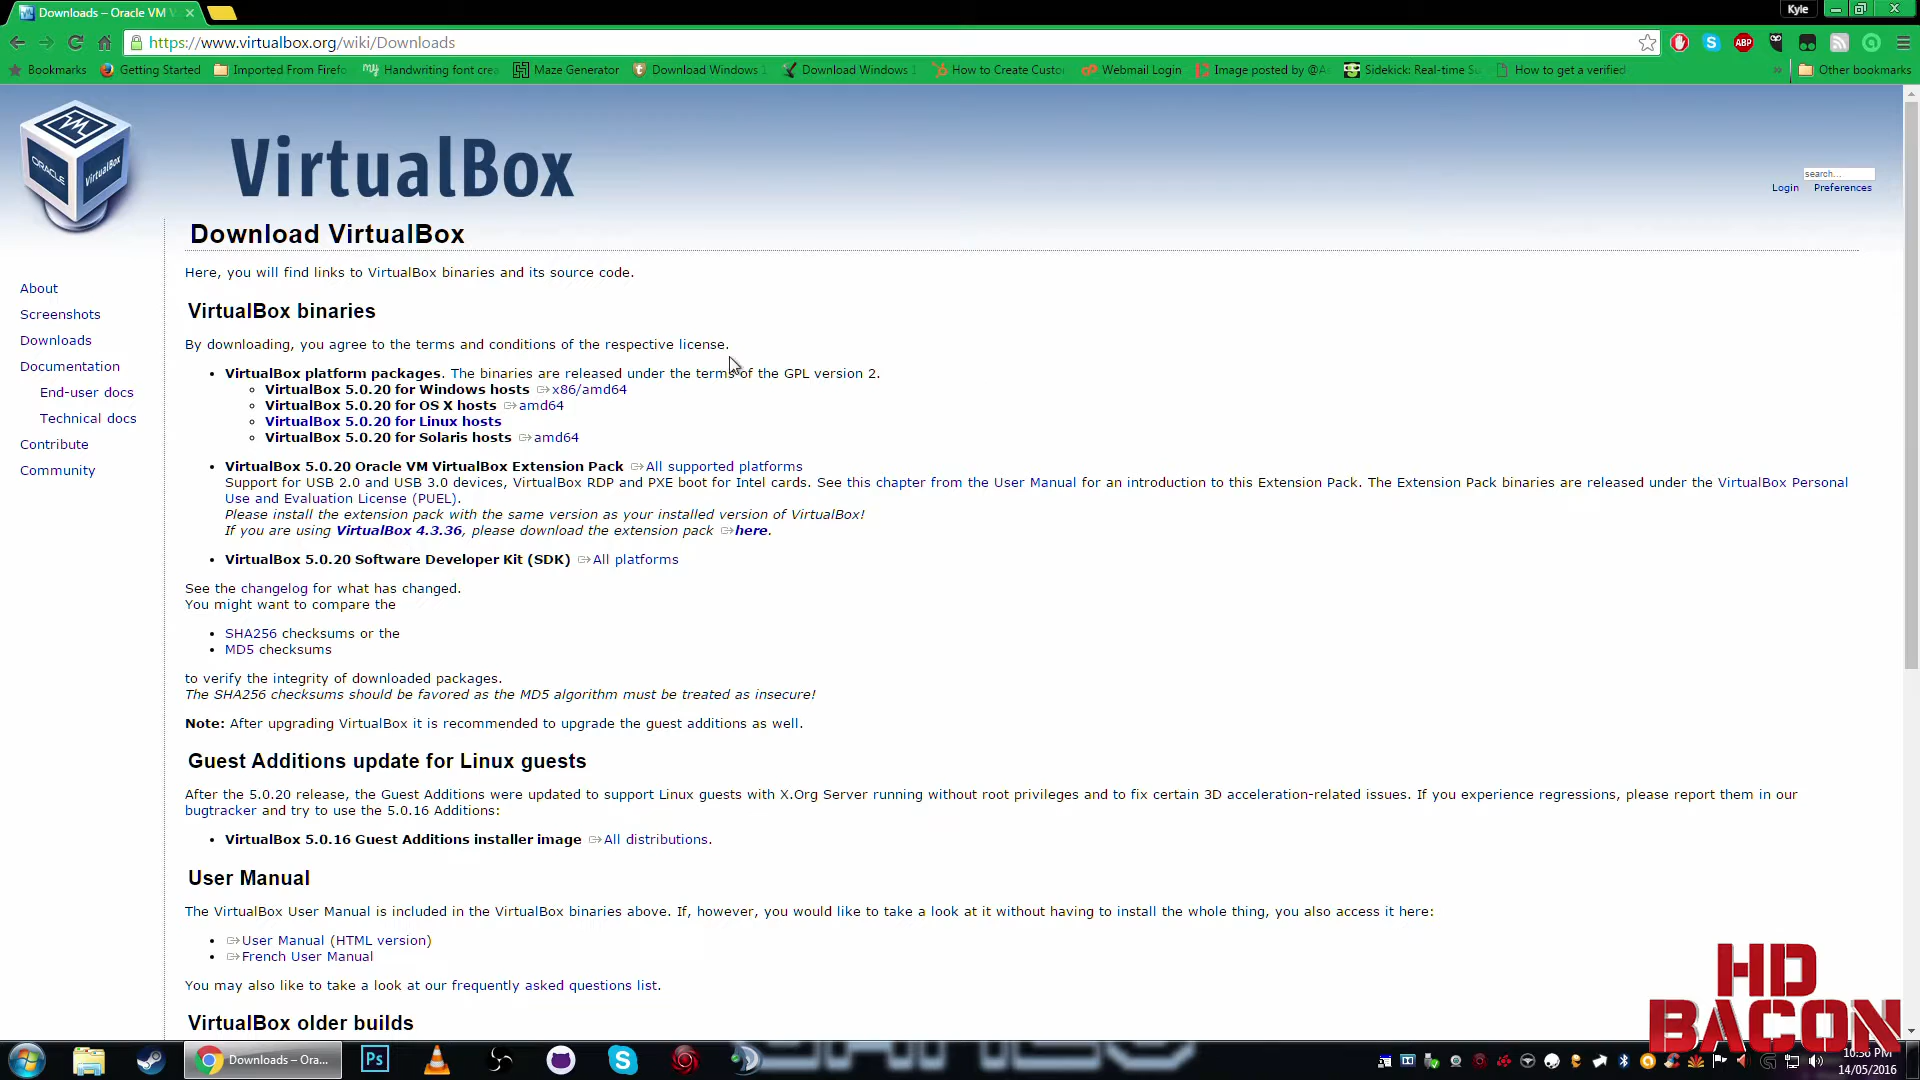 Downloads – Oracle VM V
Kyle
https://www.virtualbox.org/wiki/Downloads
ABP
Bookmarks
Getting Started
Imported From Firefo
my Handwriting font crea
Maze Generator
Download Windows 1
Download Windows 1
How to Create Custo
Webmail Login
Image posted by @A
Sidekick: Real-time Su
How to get a verified
Other bookmarks
ORACLE
VirtualBox
VirtualBox
search...
Login Preferences
Download VirtualBox
Here, you will find links to VirtualBox binaries and its source code.
About
Screenshots
Downloads
Documentation
End-user docs
Technical docs
Contribute
Community
VirtualBox binaries
By downloading, you agree to the terms and conditions of the respective license.
VirtualBox platform packages. The binaries are released under the terms of the GPL version 2.
VirtualBox 5.0.20 for Windows hosts x86/amd64
VirtualBox 5.0.20 for OS X hosts amd64
VirtualBox 5.0.20 for Linux hosts
VirtualBox 5.0.20 for Solaris hosts amd64
VirtualBox 5.0.20 Oracle VM VirtualBox Extension Pack All supported platforms
Support for USB 2.0 and USB 3.0 devices, VirtualBox RDP and PXE boot for Intel cards. See this chapter from the User Manual for an introduction to this Extension Pack. The Extension Pack binaries are released under the VirtualBox Personal
Use and Evaluation License (PUEL).
Please install the extension pack with the same version as your installed version of VirtualBox!
If you are using VirtualBox 4.3.36, please download the extension pack here.
VirtualBox 5.0.20 Software Developer Kit (SDK) All platforms
See the changelog for what has changed.
You might want to compare the
SHA256 checksums or the
MD5 checksums
to verify the integrity of downloaded packages.
The SHA256 checksums should be favored as the MD5 algorithm must be treated as insecure!
Note: After upgrading VirtualBox it is recommended to upgrade the guest additions as well.
Guest Additions update for Linux guests
After the 5.0.20 release, the Guest Additions were updated to support Linux guests with X.Org Server running without root privileges and to fix certain 3D acceleration-related issues. If you experience regressions, please report them in our
bugtracker and try to use the 5.0.16 Additions:
VirtualBox 5.0.16 Guest Additions installer image All distributions.
User Manual
The VirtualBox User Manual is included in the VirtualBox binaries above. If, however, you would like to take a look at it without having to install the whole thing, you also access it here:
User Manual (HTML version)
French User Manual
You may also like to take a look at our frequently asked questions list.
VirtualBox older builds
HD
BACON
Downloads – Ora...
Ps
10:36 PM
14/05/2016